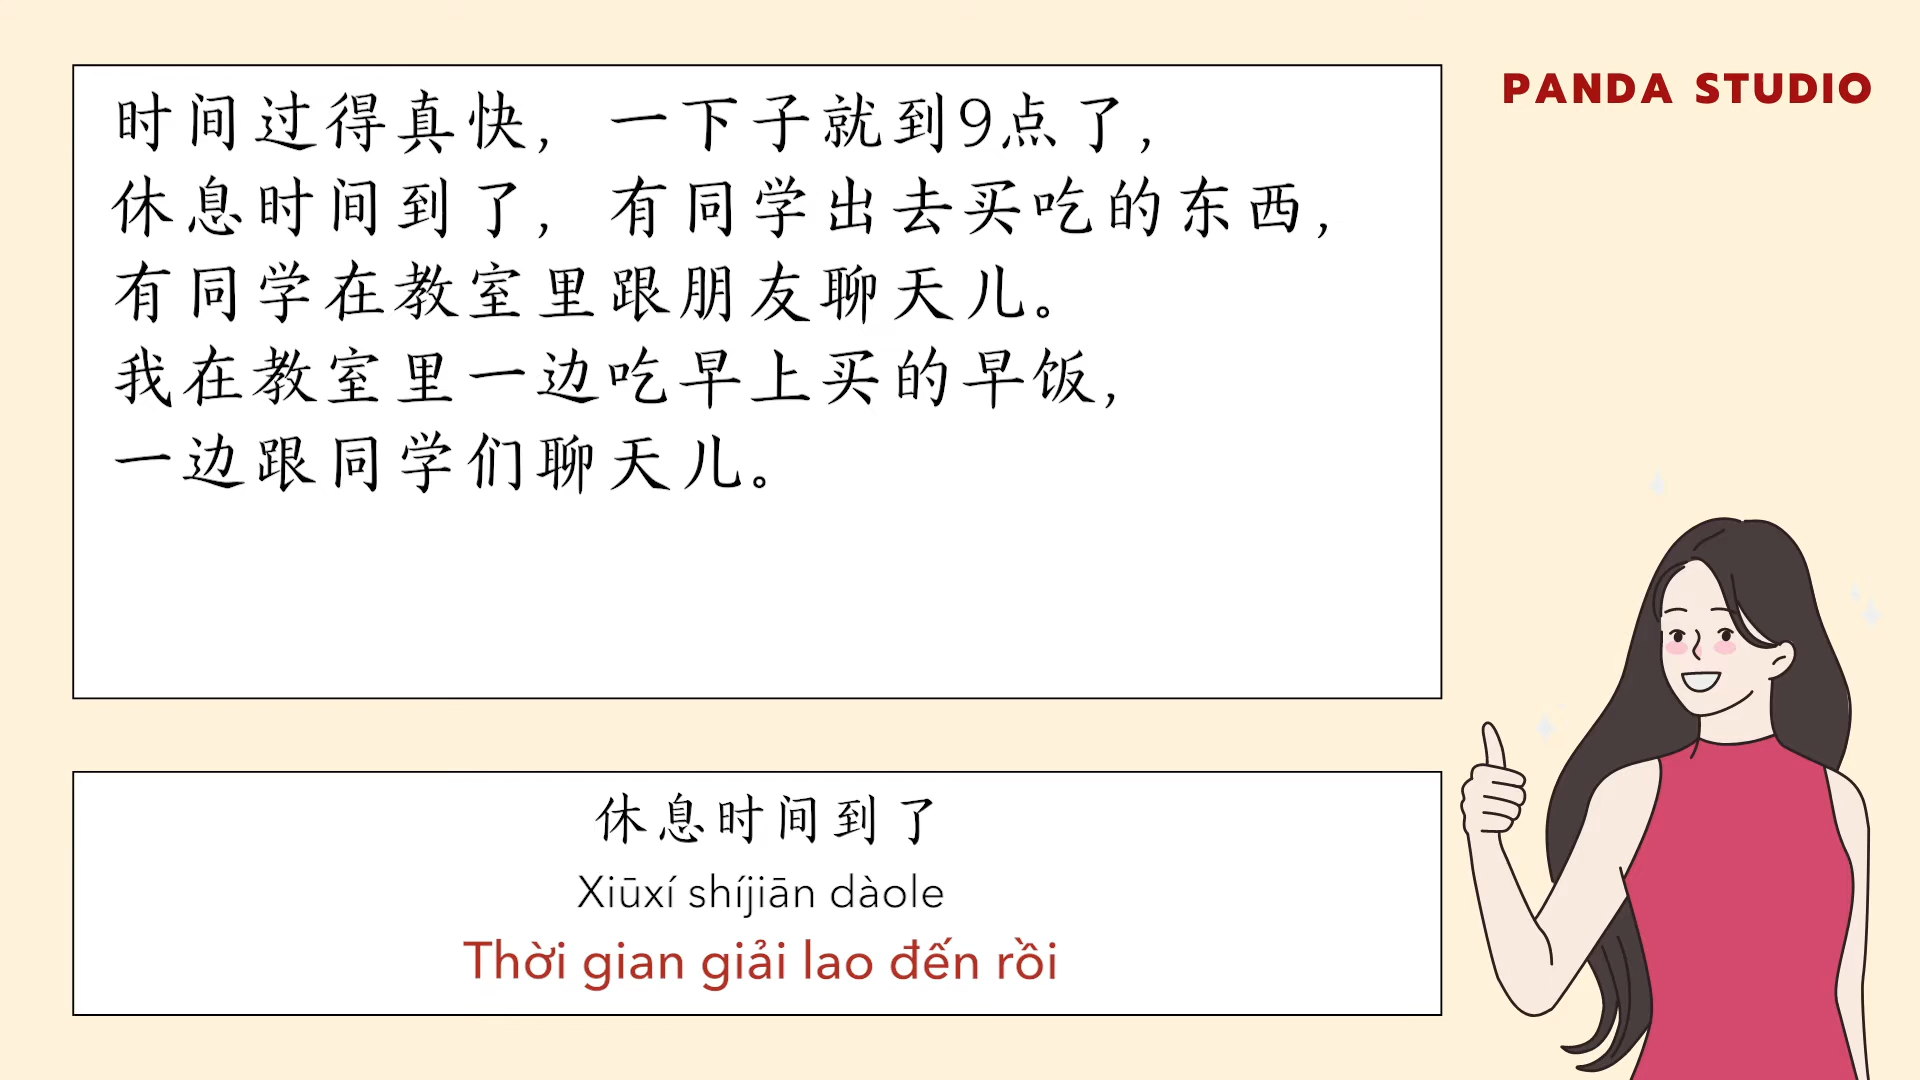 时间过得真快，一下子就到9点了，
休息时间到了，有同学出去买吃的东西，
有同学在教室里跟朋友聊天儿。
我在教室里一边吃早上买的早饭，
一边跟同学们聊天儿。
PANDA STUDIO
休息时间到了
Xiūxí shíjiān dàole
Thời gian giải lao đến rồi